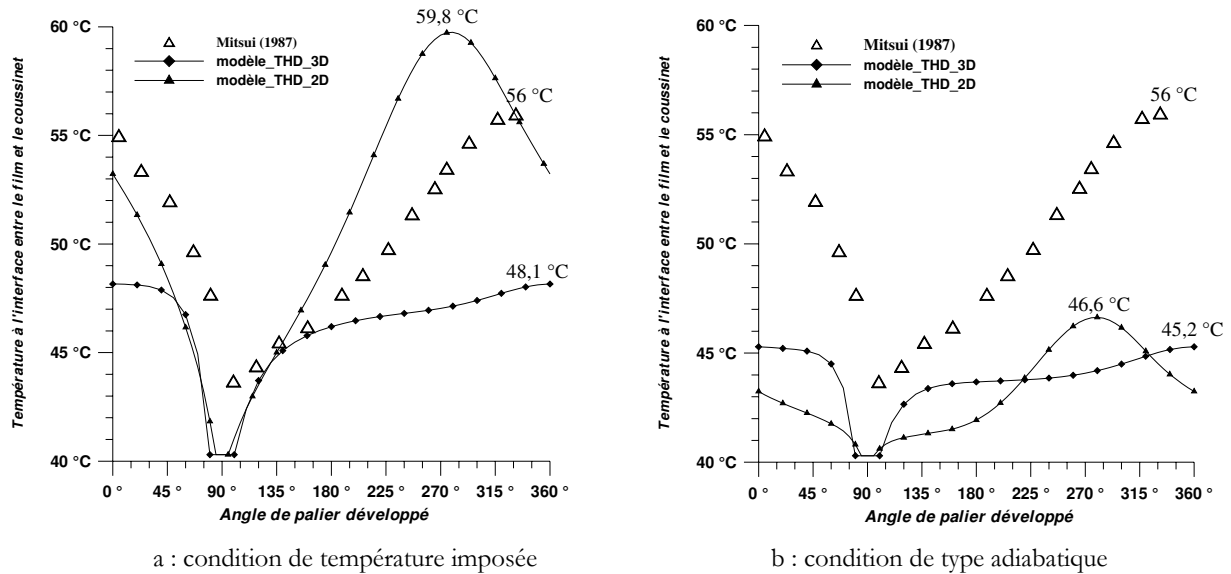 60 °C
55 °C
50 °C
45 °C
40 °C
Température à l'interface entre le film et le coussinet
Mitsui (1987)
modèle_THD_3D
modèle_THD_2D
59,8 °C
56 °C
48,1 °C
0 ° 45 ° 90 ° 135 ° 180 ° 225 ° 270 ° 315 ° 360 °
Angle de palier développé
a : condition de température imposée
60 °C
55 °C
50 °C
45 °C
40 °C
Température à l'interface entre le film et le coussinet
Mitsui (1987)
modèle_THD_3D
modèle_THD_2D
56 °C
46,6 °C
45,2 °C
0 ° 45 ° 90 ° 135 ° 180 ° 225 ° 270 ° 315 ° 360 °
Angle de palier développé
b : condition de type adiabatique